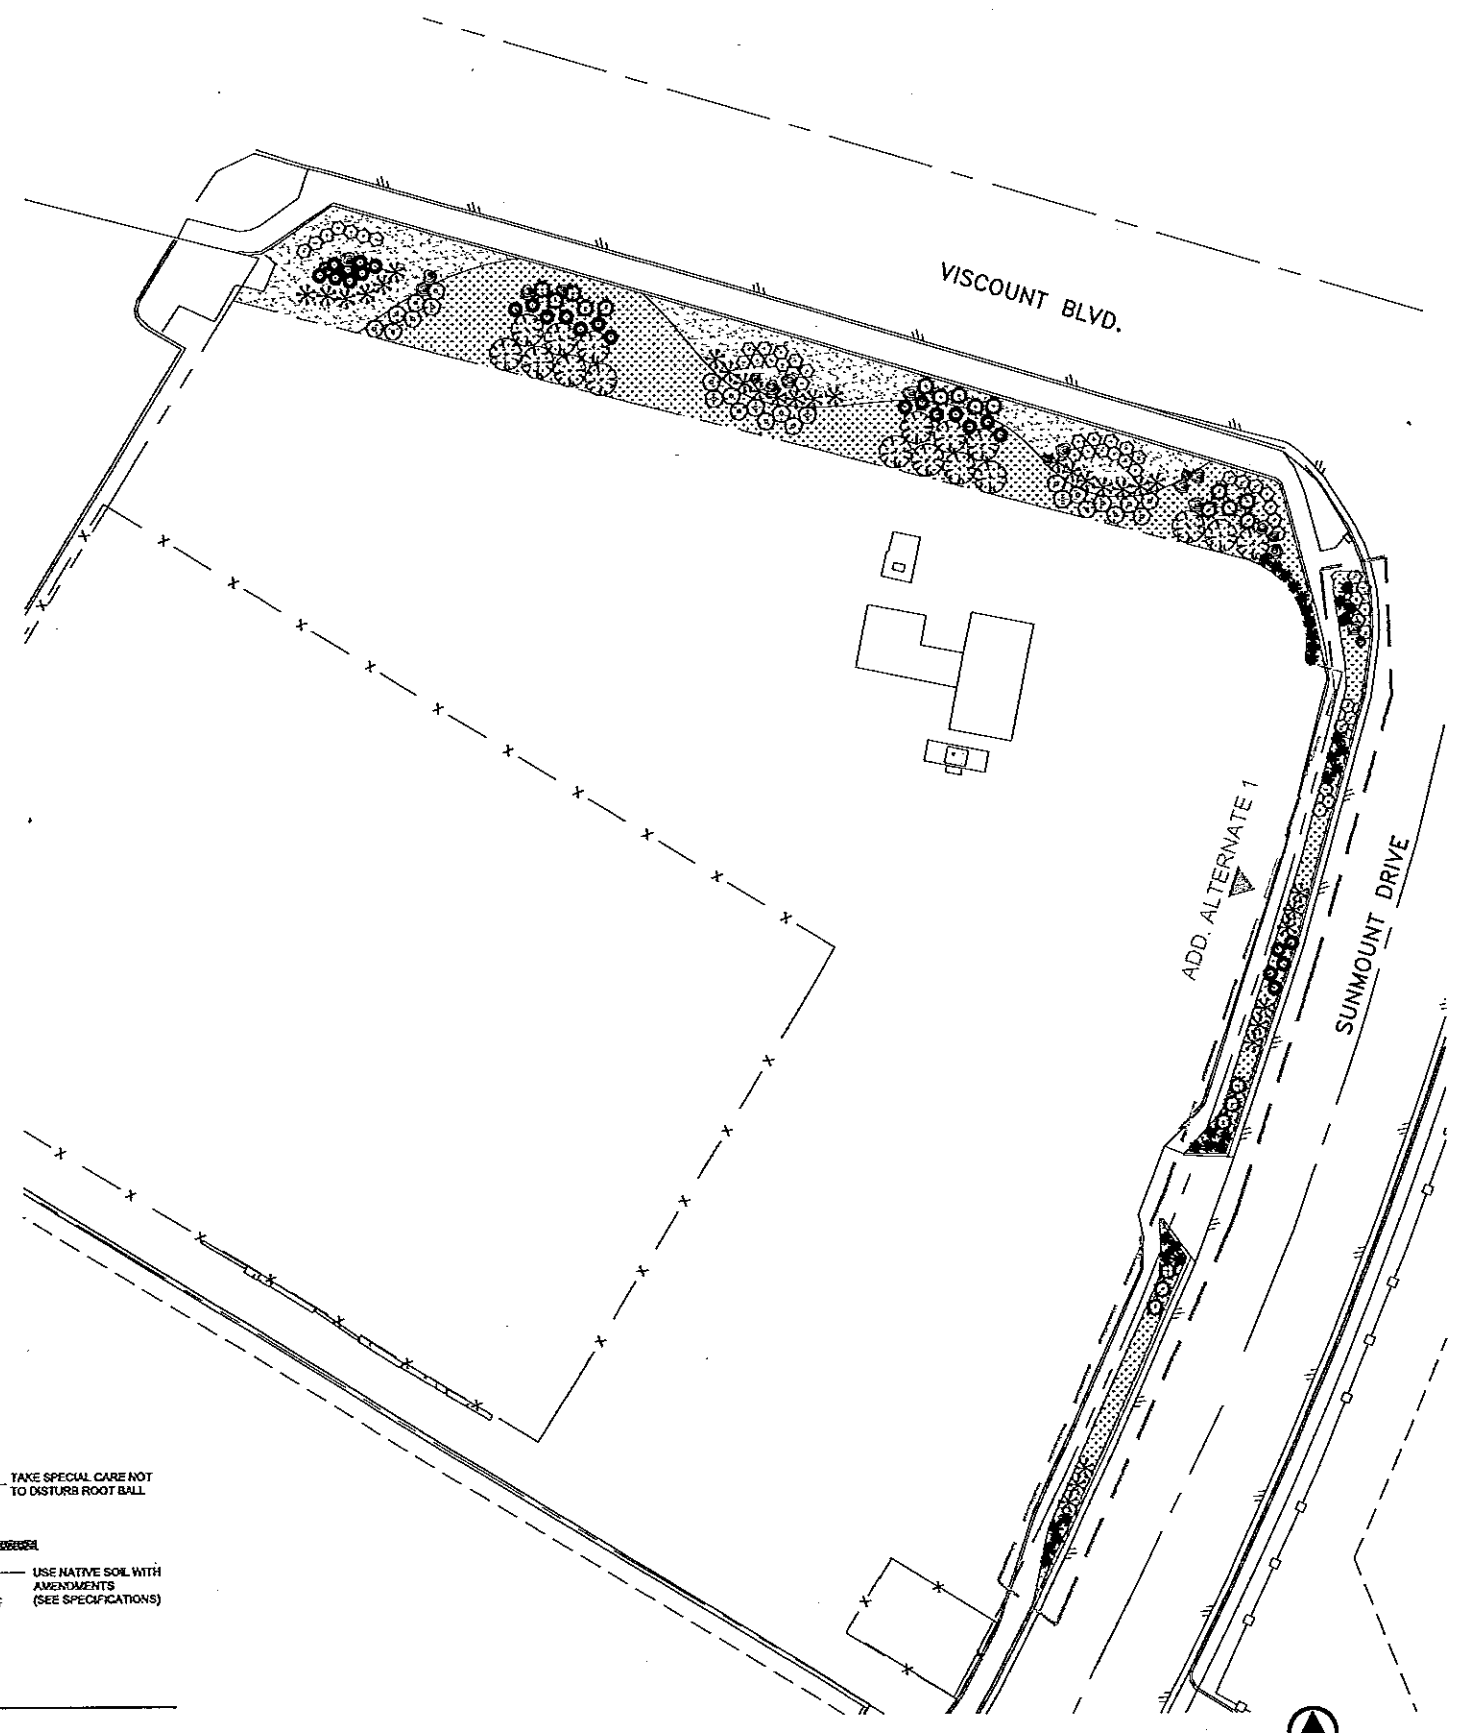 VISCOUNT BLVD.
ADD. ALTERNATE 1
SUNMOUNT DRIVE
TAKE SPECIAL CARE NOT
TO DISTURB ROOT BALL
USE NATIVE SOIL WITH
AMENDMENTS
(SEE SPECIFICATIONS)